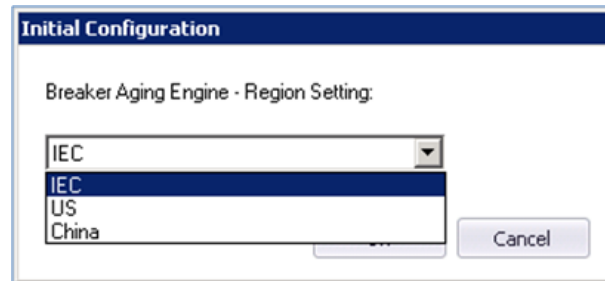 Initial Configuration
Breaker Aging Engine - Region Setting:
IEC
IEC
US
China
Cancel